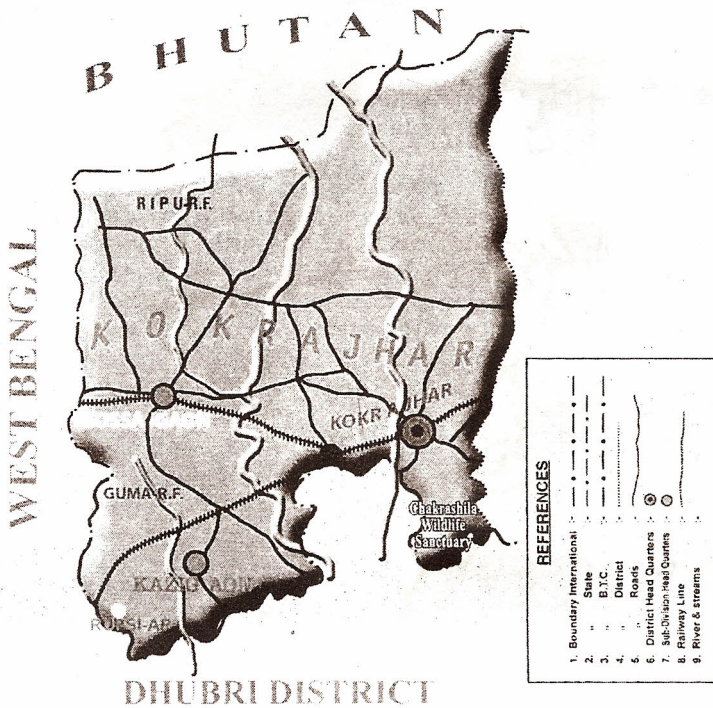 BHUTAN
WEST BENGAL
RIPU R.F.
KOKRAJHAR
KOKRAJHAR
GUMA R.F.
Chakrashila
Wildlife
Sanctuary
DHUBRI DISTRICT
REFERENCES
1. Boundary International :-
2. " State :-
3. " B.T.C. :-
4. " District :-
5. " Roads :-
6. District Head Quarters :-
7. Sub-Division Head Quarters :-
8. Railway Line :-
9. River & streams :-